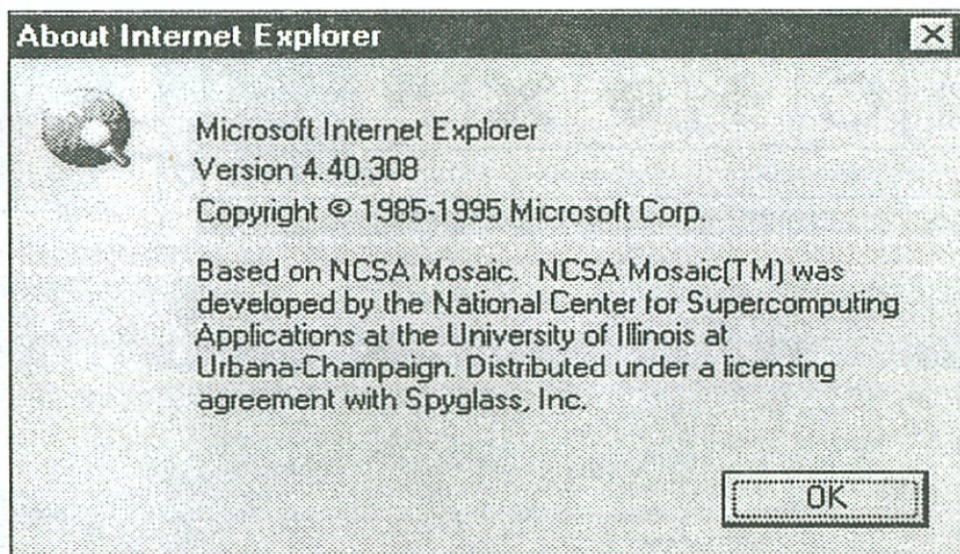 About Internet Explorer
Microsoft Internet Explorer
Version 4.40.308
Copyright © 1985-1995 Microsoft Corp.
Based on NCSA Mosaic.  NCSA Mosaic(TM) was
developed by the National Center for Supercomputing
Applications at the University of Illinois at
Urbana-Champaign. Distributed under a licensing
agreement with Spyglass, Inc.
OK